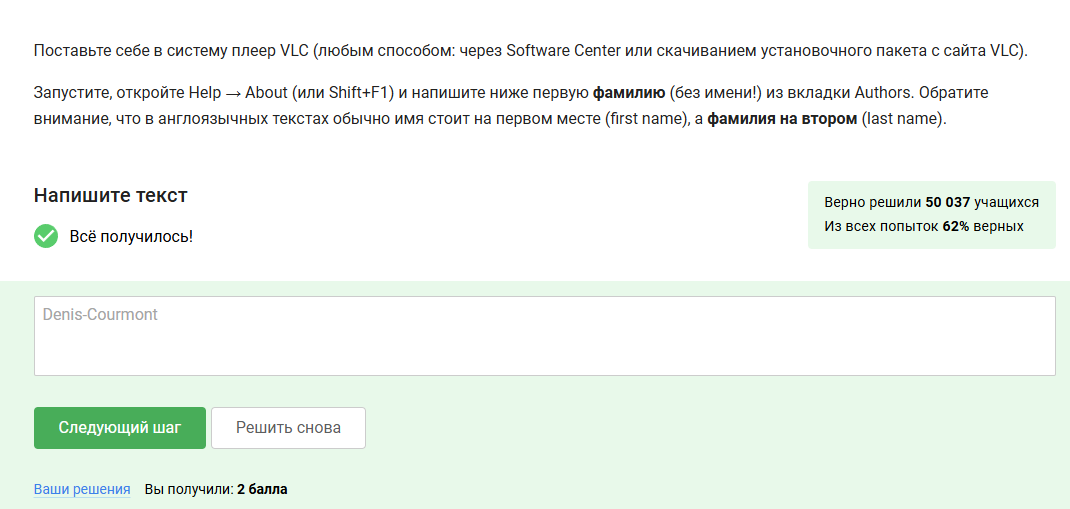 Поставьте себе в систему плеер VLC (любым способом: через Software Center или скачиванием установочного пакета с сайта VLC).
Запустите, откройте Help → About (или Shift+F1) и напишите ниже первую фамилию (без имени!) из вкладки Authors. Обратите
внимание, что в англоязычных текстах обычно имя стоит на первом месте (first name), а фамилия на втором (last name).
Напишите текст
Всё получилось!
Верно решили 50 037 учащихся
Из всех попыток 62% верных
Denis-Courmont
Следующий шаг
Решить снова
Ваши решения
Вы получили: 2 балла